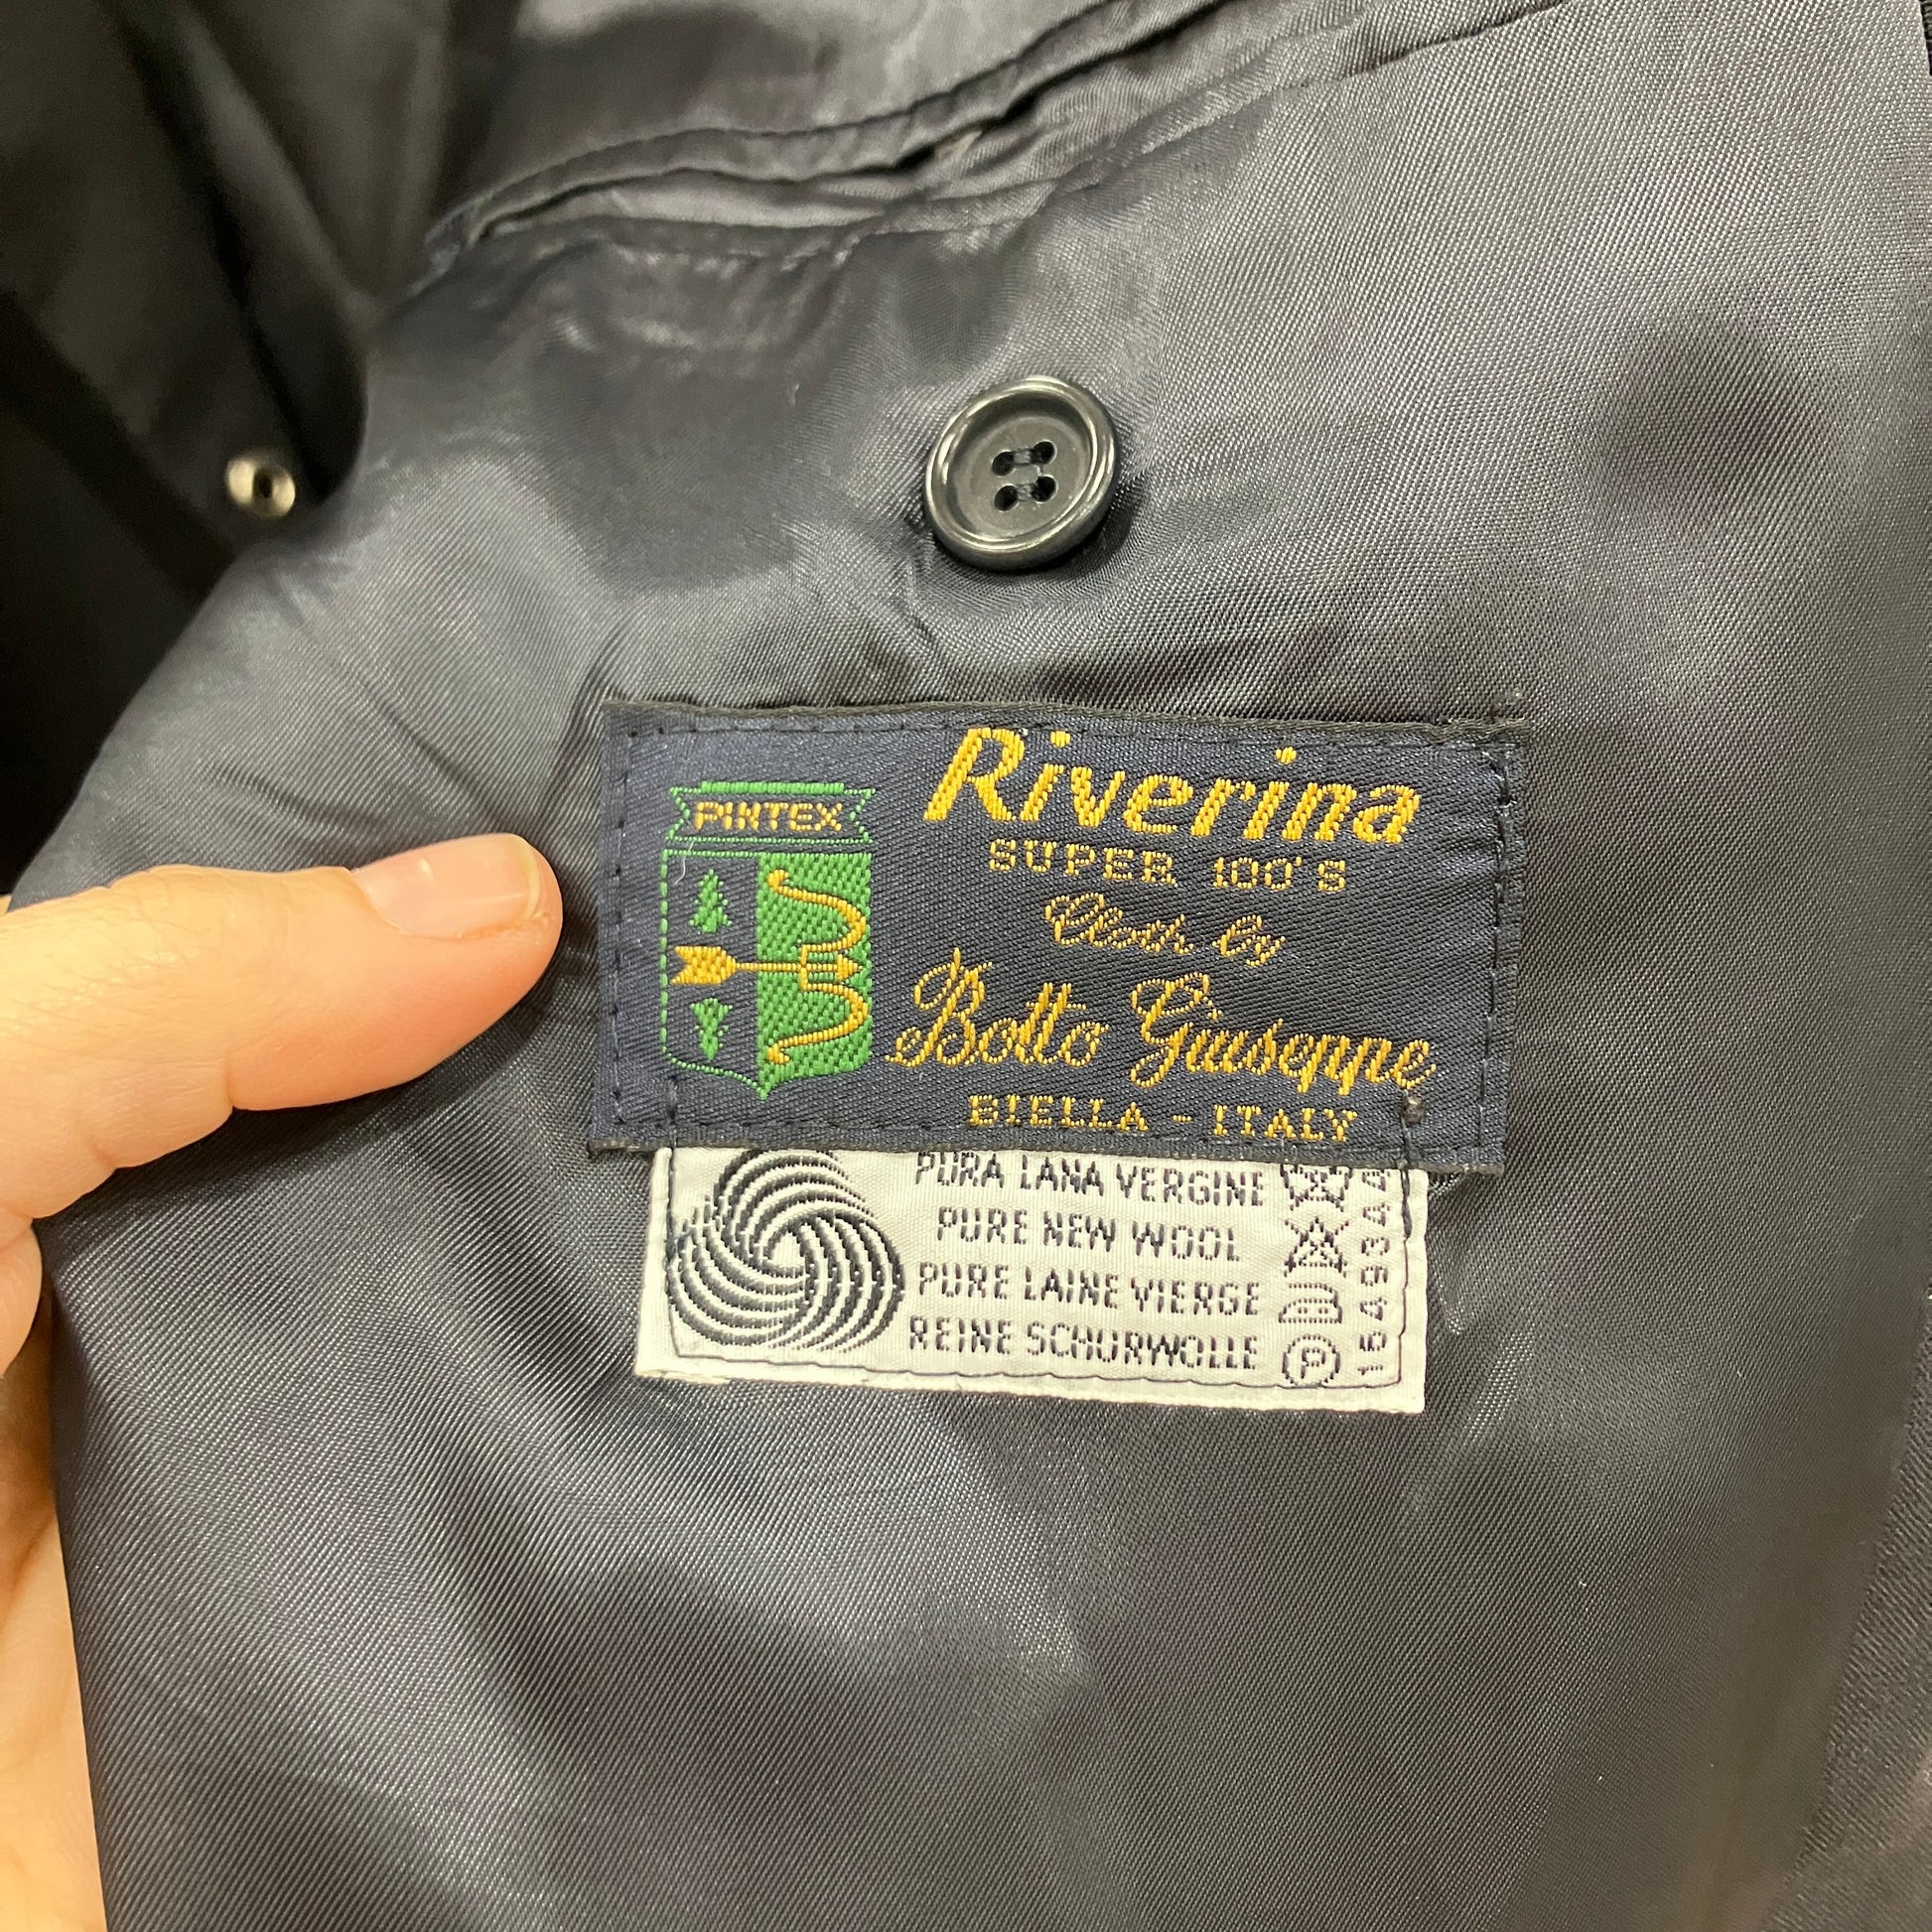 PINTEX
Riverina
SUPER 100'S
Cloth by
Botto Giuseppe
BIELLA - ITALY
PURA LANA VERGINE
PURE NEW WOOL
PURE LAINE VIERGE
REINE SCHURWOLLE
P
1549344